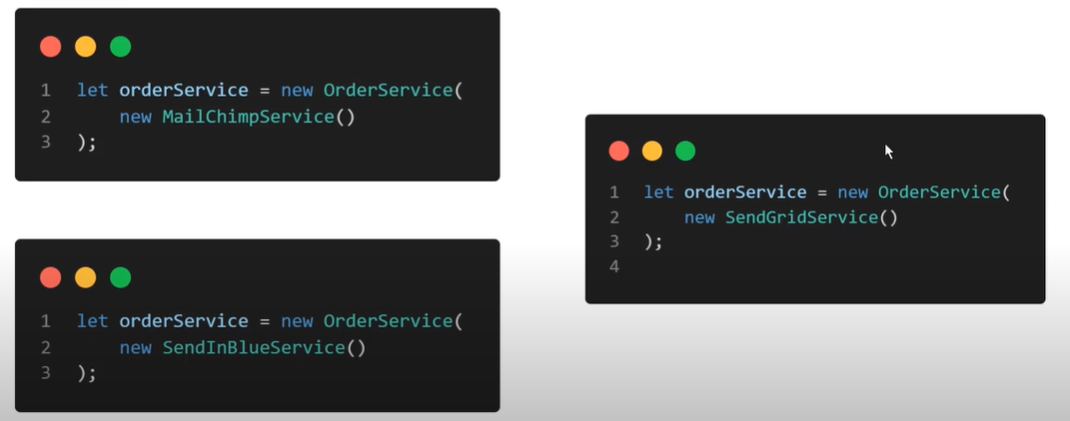 1 let orderService = new OrderService(
2     new MailChimpService()
3 );
1 let orderService = new OrderService(
2     new SendInBlueService()
3 );
1 let orderService = new OrderService(
2     new SendGridService()
3 );
4